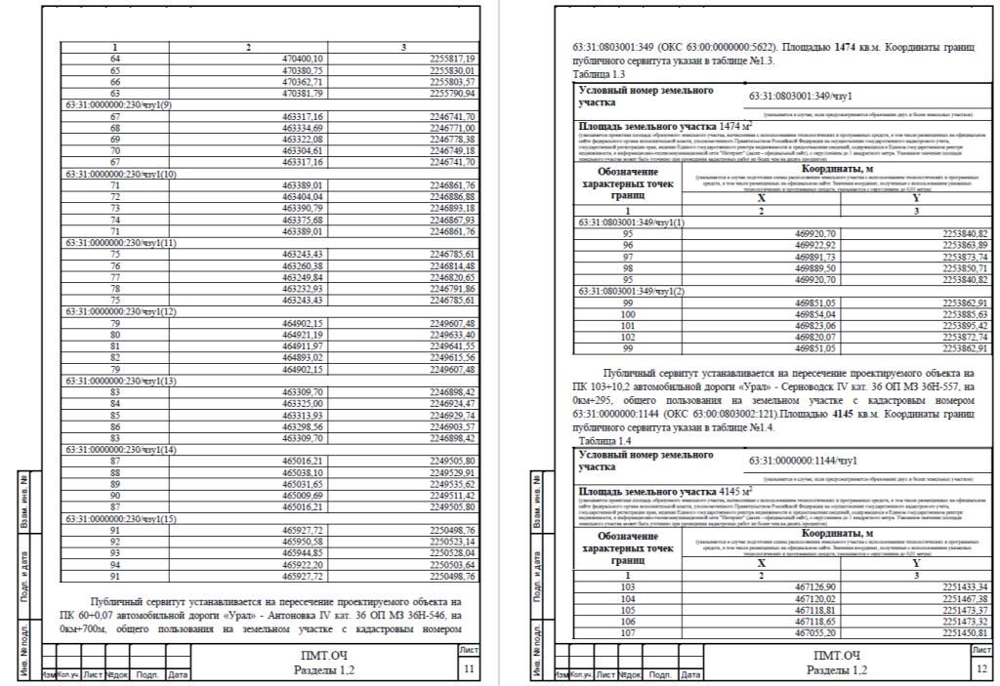 1 2 3
64 470400,10 2255817,19
65 470380,75 2255830,01
66 470362,71 2255803,57
63 470381,79 2255790,94
63:31:0000000:230/чзу1(9)
67 463317,16 2246741,70
68 463334,69 2246771,00
69 463322,08 2246778,38
70 463304,61 2246749,18
67 463317,16 2246741,70
63:31:0000000:230/чзу1(10)
71 463389,01 2246861,76
72 463404,04 2246886,88
73 463390,79 2246893,18
74 463375,68 2246867,93
71 463389,01 2246861,76
63:31:0000000:230/чзу1(11)
75 463243,43 2246785,61
76 463260,38 2246814,48
77 463249,84 2246820,65
78 463232,93 2246791,86
75 463243,43 2246785,61
63:31:0000000:230/чзу1(12)
79 464902,15 2249607,48
80 464921,19 2249633,40
81 464911,97 2249641,55
82 464893,02 2249615,56
79 464902,15 2249607,48
63:31:0000000:230/чзу1(13)
83 463309,70 2246898,42
84 463325,00 2246924,47
85 463313,93 2246929,74
86 463298,56 2246903,57
83 463309,70 2246898,42
63:31:0000000:230/чзу1(14)
87 465016,21 2249505,80
88 465038,10 2249529,91
89 465031,65 2249535,62
90 465009,69 2249511,42
87 465016,21 2249505,80
63:31:0000000:230/чзу1(15)
91 465927,72 2250498,76
92 465950,58 2250523,14
93 465944,85 2250528,04
94 465922,20 2250503,64
91 465927,72 2250498,76
Публичный сервитут устанавливается на пересечение проектируемого объекта на
ПК 60+0,07 автомобильной дороги «Урал» - Антоновка IV кат. 36 ОП МЗ 36Н-546, на
0км+700м, общего пользования на земельном участке с кадастровым номером
Взам. инв. №
Подп. и дата
Инв. № подл.
Изм Кол.уч. Лист №док Подп. Дата
ПМТ.ОЧ
Разделы 1,2
Лист
11
63:31:0803001:349 (ОКС 63:00:0000000:5622). Площадью 1474 кв.м. Координаты границ
публичного сервитута указан в таблице №1.3.
Таблица 1.3
Условный номер земельного
участка
63:31:0803001:349/чзу1
(указывается в случае, если предусматривается образование двух и более земельных участков)
Площадь земельного участка 1474 м2
Обозначение
характерных точек
границ
Координаты, м
X Y
1 2 3
63:31:0803001:349/чзу1(1)
95 469920,70 2253840,82
96 469922,92 2253863,89
97 469891,73 2253873,74
98 469889,50 2253850,71
95 469920,70 2253840,82
63:31:0803001:349/чзу1(2)
99 469851,05 2253862,91
100 469854,04 2253885,63
101 469823,06 2253895,42
102 469820,07 2253872,74
99 469851,05 2253862,91
Публичный сервитут устанавливается на пересечение проектируемого объекта на
ПК 103+10,2 автомобильной дороги «Урал» - Серноводск IV кат. 36 ОП МЗ 36Н-557, на
0км+295, общего пользования на земельном участке с кадастровым номером
63:31:0000000:1144 (ОКС 63:00:0803002:121).Площадью 4145 кв.м. Координаты границ
публичного сервитута указан в таблице №1.4.
Таблица 1.4
Условный номер земельного
участка
63:31:0000000:1144/чзу1
(указывается в случае, если предусматривается образование двух и более земельных участков)
Площадь земельного участка 4145 м2
Обозначение
характерных точек
границ
Координаты, м
X Y
1 2 3
103 467126,90 2251433,34
104 467120,02 2251467,38
105 467118,81 2251473,37
106 467118,65 2251473,32
107 467055,20 2251450,81
Взам. инв. №
Подп. и дата
Инв. № подл.
Изм Кол.уч. Лист №док Подп. Дата
ПМТ.ОЧ
Разделы 1,2
Лист
12